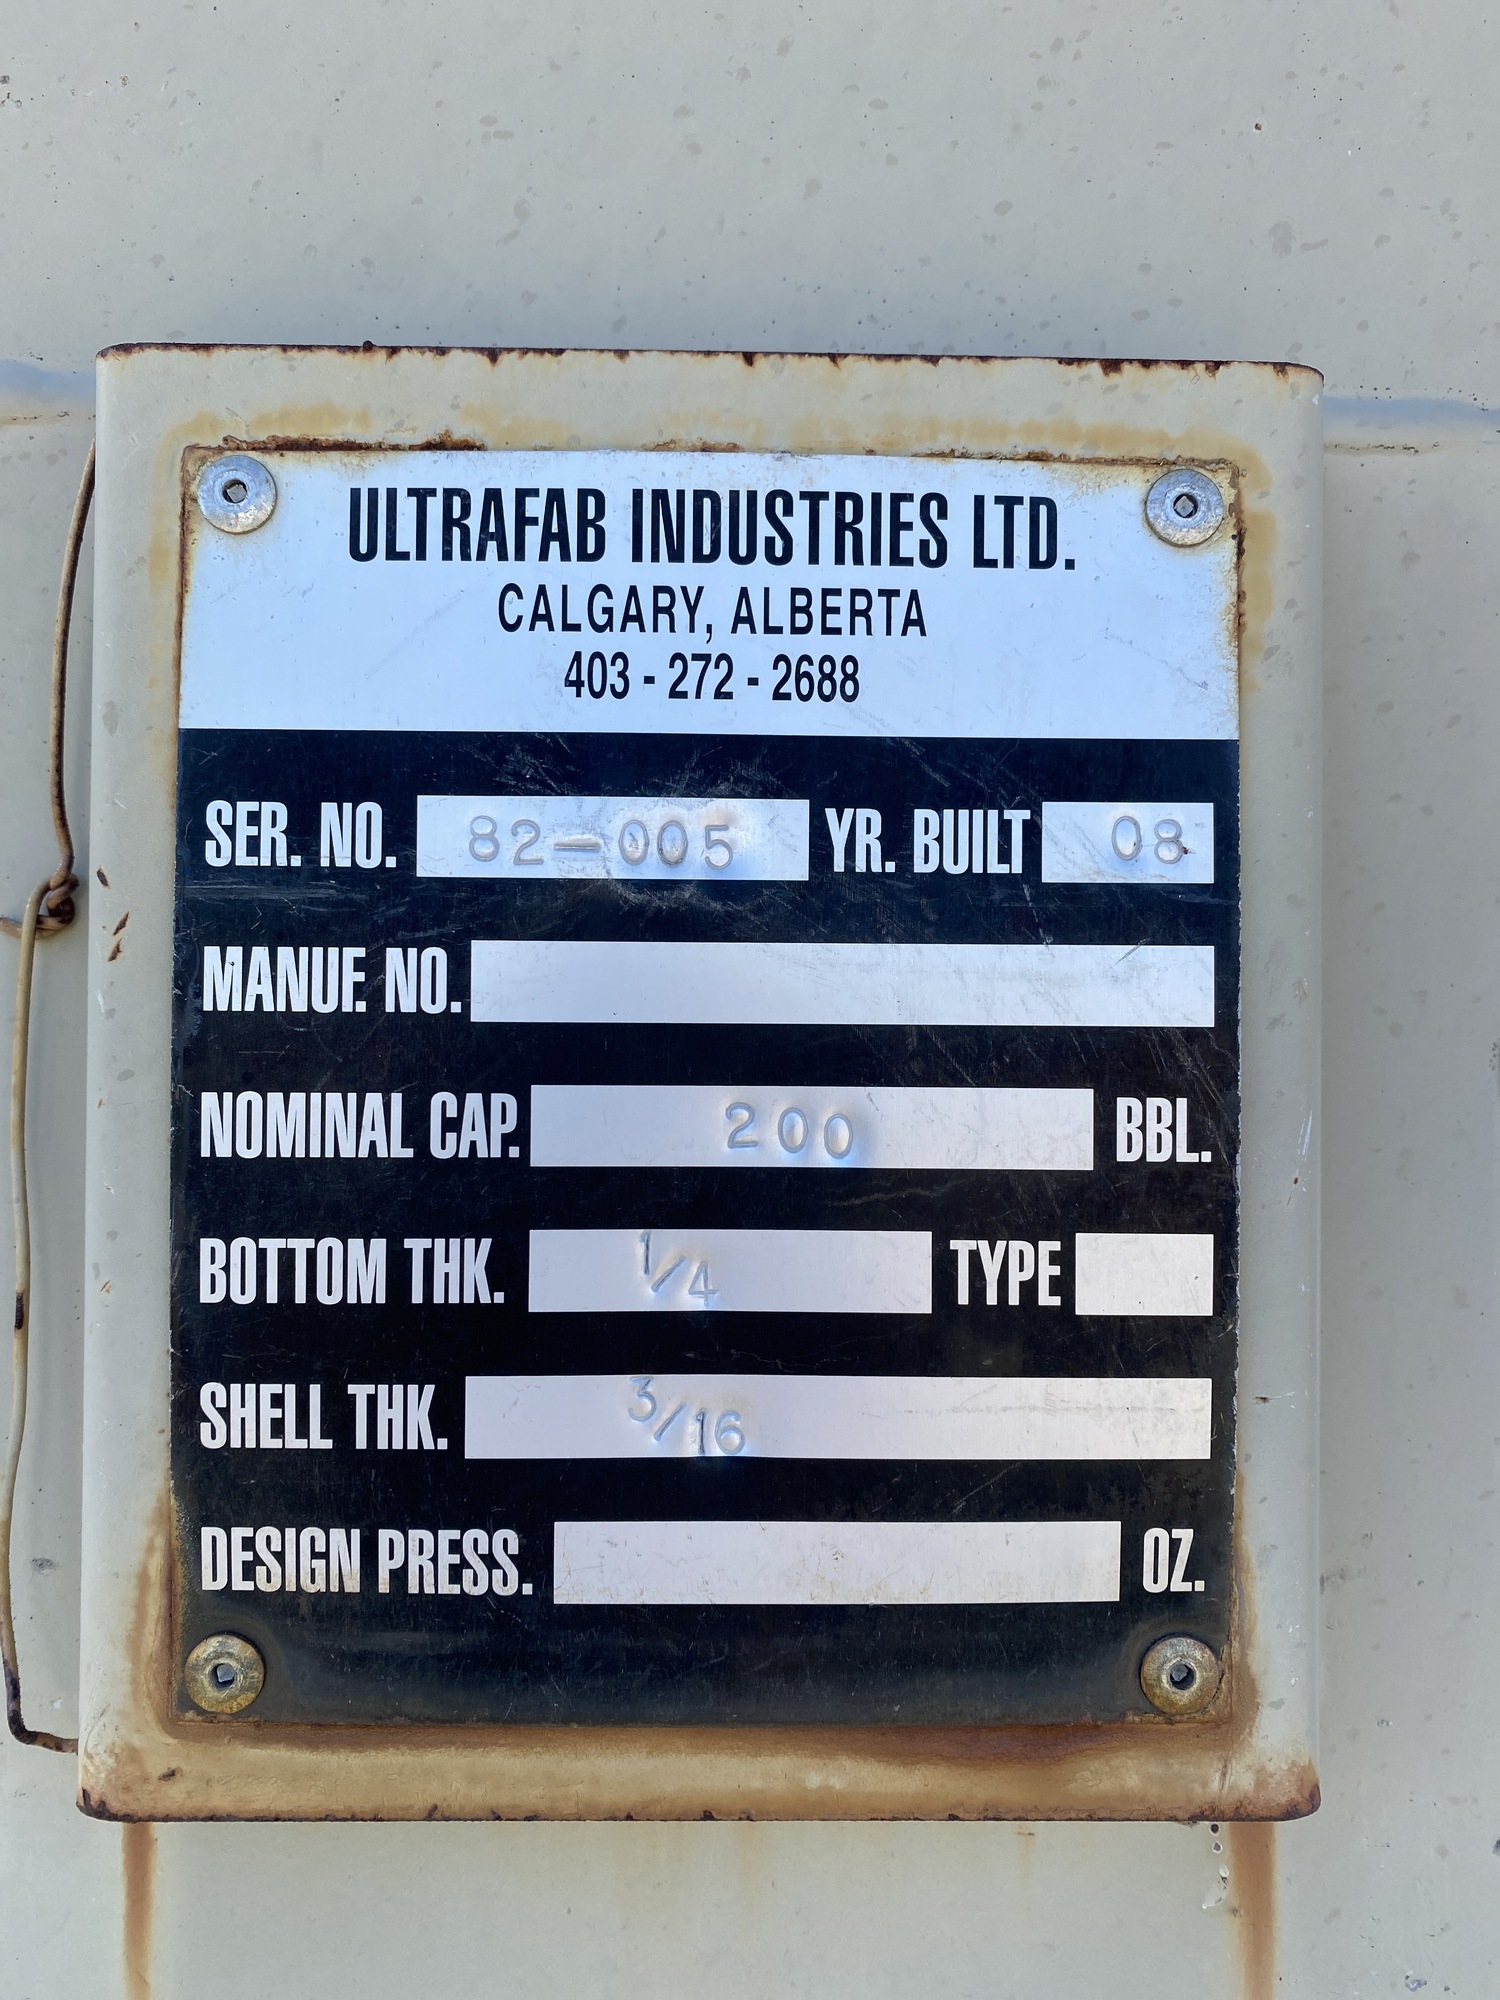 ULTRAFAB INDUSTRIES LTD.
CALGARY, ALBERTA
403-272-2688
SER. NO. 82-005 YR. BUILT 08
MANUF. NO.
NOMINAL CAP. 200 BBL.
BOTTOM THK. 1/4 TYPE
SHELL THK. 3/16
DESIGN PRESS. OZ.